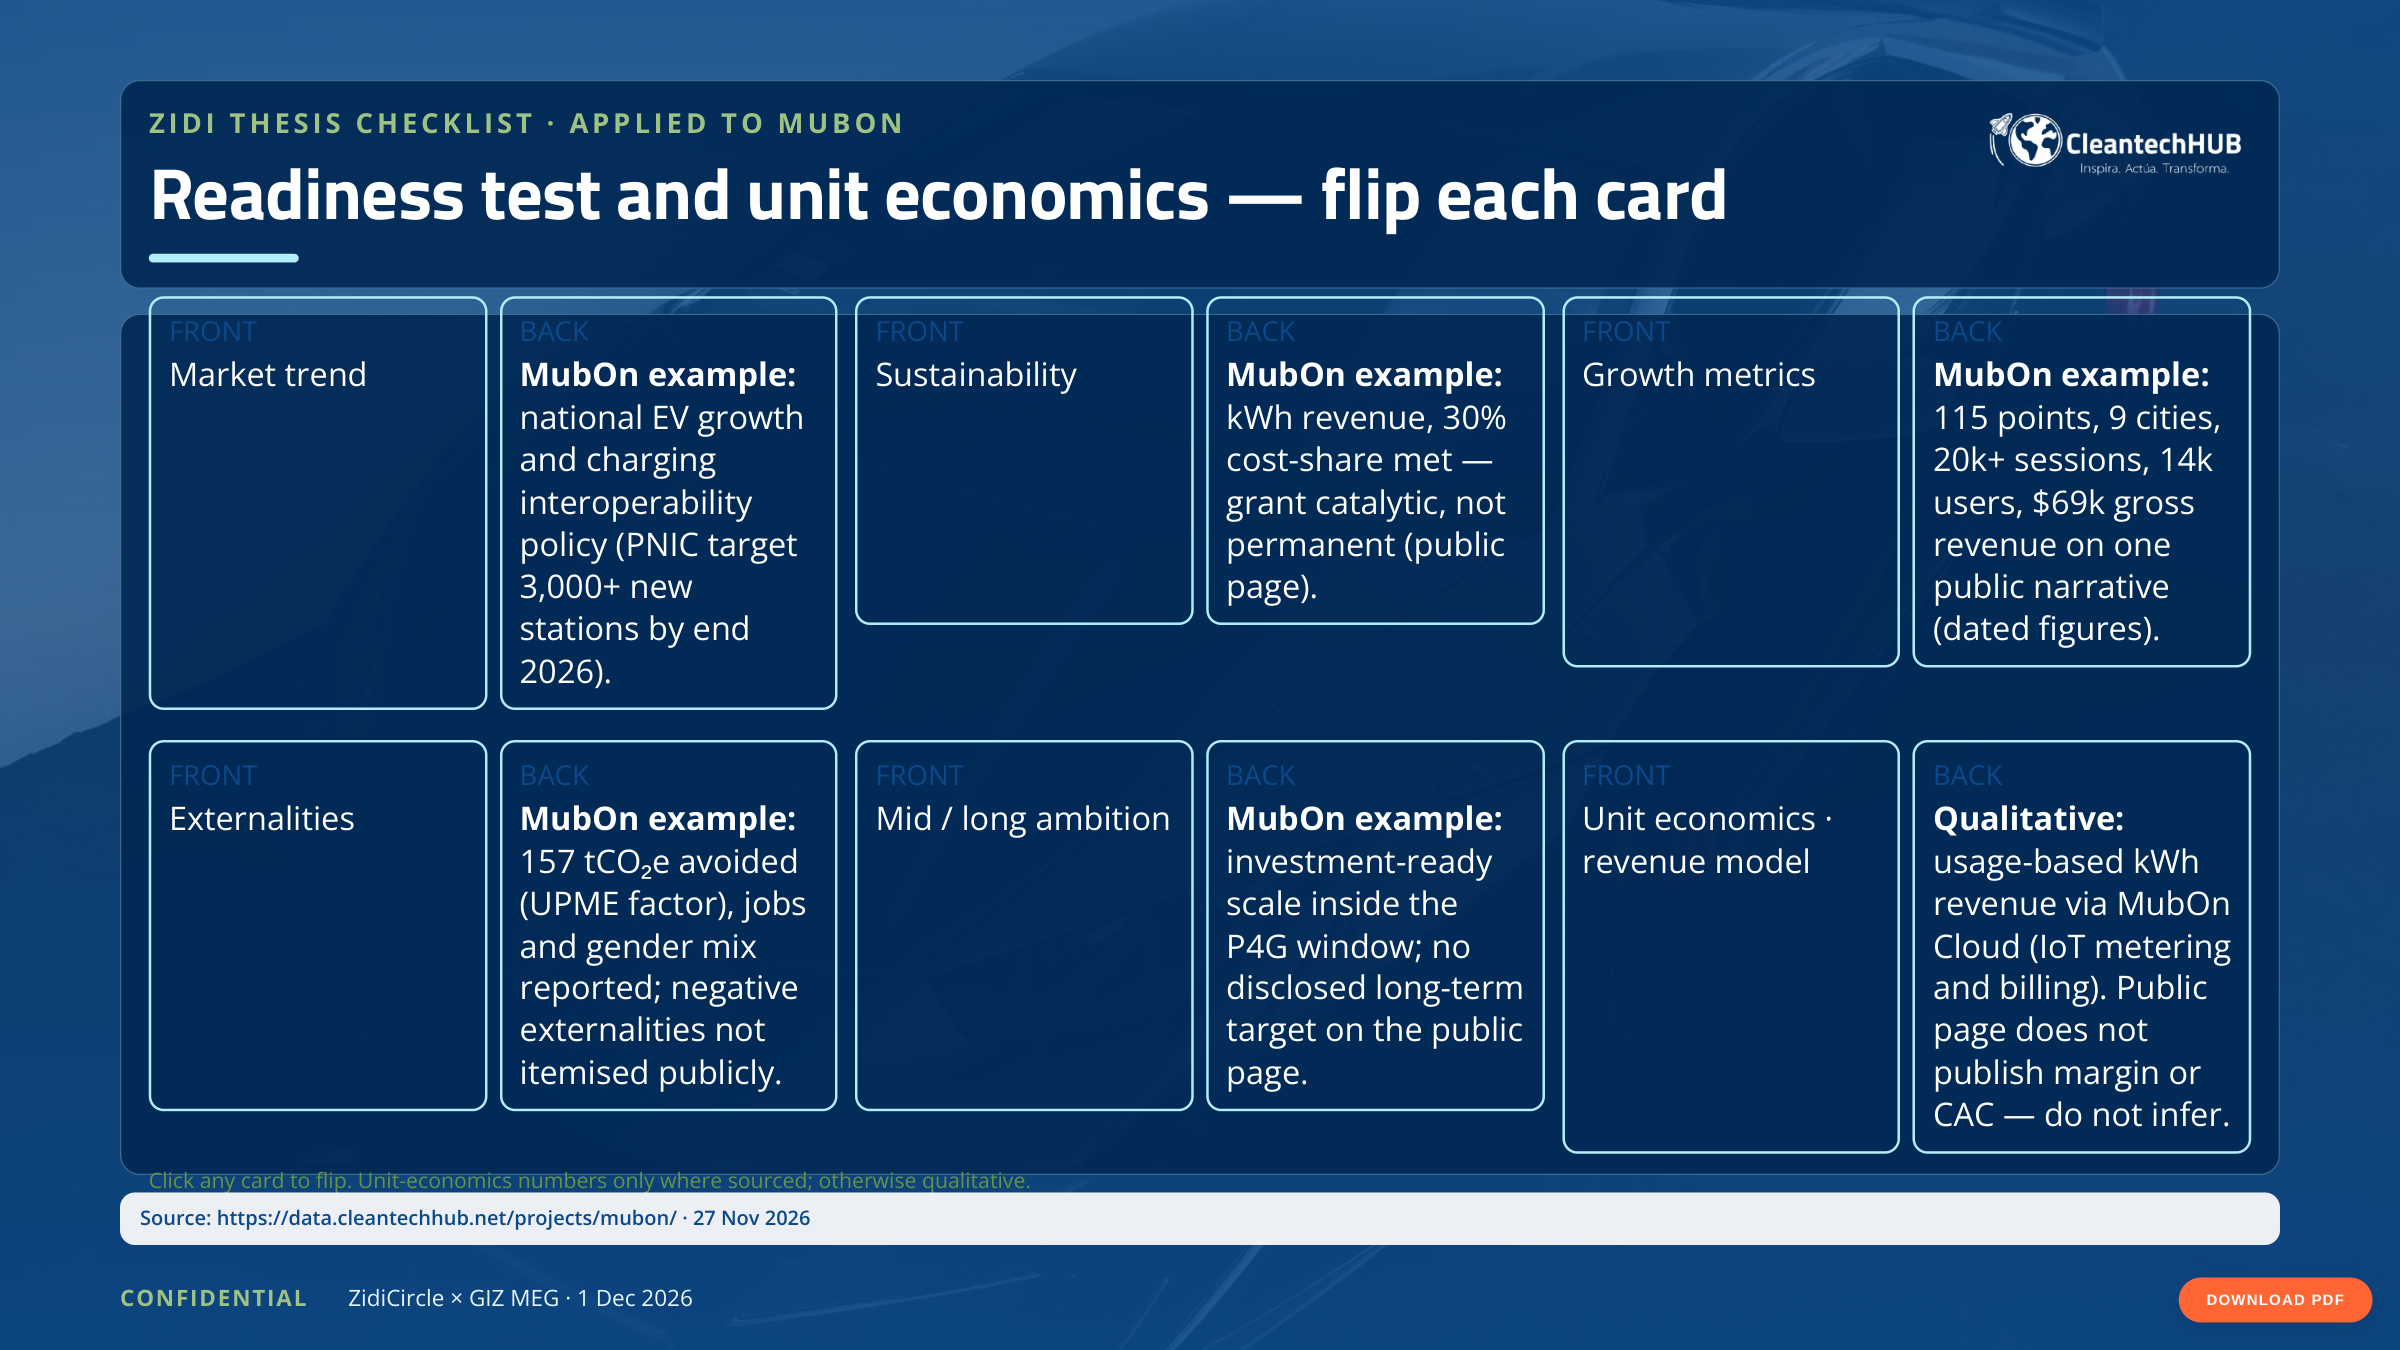 ZIDI THESIS CHECKLIST · APPLIED TO MUBON
Readiness test and unit economics — flip each card
CleantechHUB
Inspira. Actúa. Transforma.
FRONT
Market trend
BACK
MubOn example:
national EV growth
and charging
interoperability
policy (PNIC target
3,000+ new
stations by end
2026).
FRONT
Sustainability
BACK
MubOn example:
kWh revenue, 30%
cost-share met —
grant catalytic, not
permanent (public
page).
FRONT
Growth metrics
BACK
MubOn example:
115 points, 9 cities,
20k+ sessions, 14k
users, $69k gross
revenue on one
public narrative
(dated figures).
FRONT
Externalities
BACK
MubOn example:
157 tCO₂e avoided
(UPME factor), jobs
and gender mix
reported; negative
externalities not
itemised publicly.
FRONT
Mid / long ambition
BACK
MubOn example:
investment-ready
scale inside the
P4G window; no
disclosed long-term
target on the public
page.
FRONT
Unit economics ·
revenue model
BACK
Qualitative:
usage-based kWh
revenue via MubOn
Cloud (IoT metering
and billing). Public
page does not
publish margin or
CAC — do not infer.
Click any card to flip. Unit-economics numbers only where sourced; otherwise qualitative.
Source: https://data.cleantechhub.net/projects/mubon/ · 27 Nov 2026
CONFIDENTIAL ZidiCircle × GIZ MEG · 1 Dec 2026
DOWNLOAD PDF